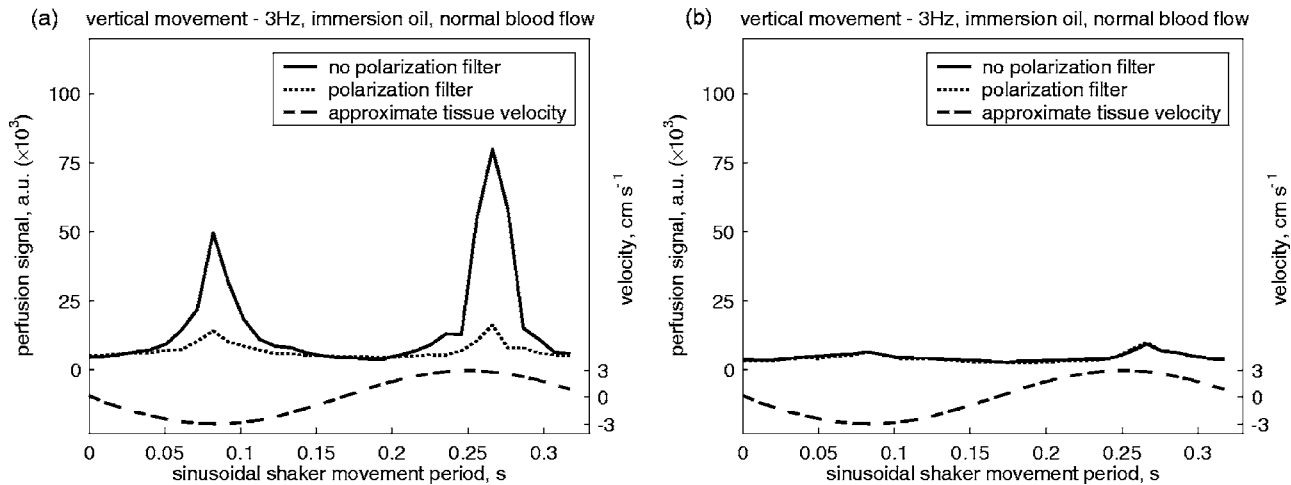 (a) vertical movement - 3Hz, immersion oil, normal blood flow
no polarization filter
polarization filter
approximate tissue velocity
100
75
50
25
0
perfusion signal, a.u. (×10³)
3
0
-3
velocity, cm s⁻¹
0 0.05 0.1 0.15 0.2 0.25 0.3
sinusoidal shaker movement period, s
(b) vertical movement - 3Hz, immersion oil, normal blood flow
no polarization filter
polarization filter
approximate tissue velocity
100
75
50
25
0
perfusion signal, a.u. (×10³)
3
0
-3
velocity, cm s⁻¹
0 0.05 0.1 0.15 0.2 0.25 0.3
sinusoidal shaker movement period, s